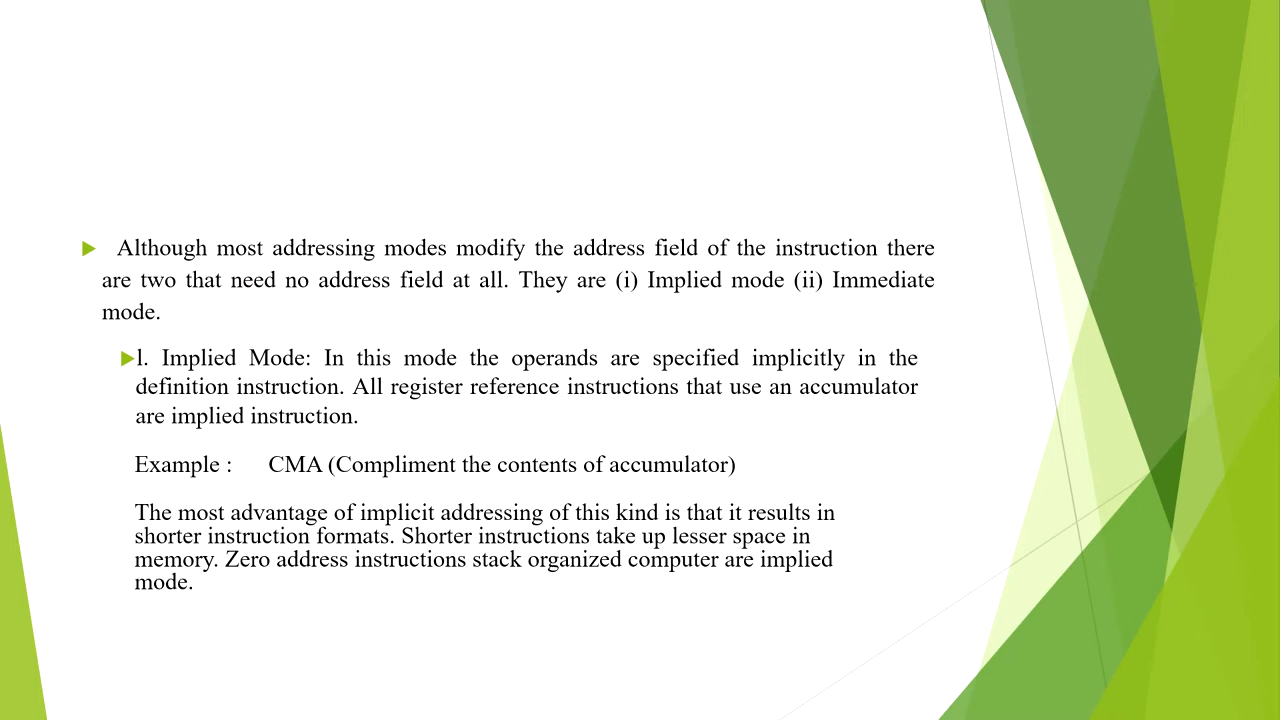 Although most addressing modes modify the address field of the instruction there
are two that need no address field at all. They are (i) Implied mode (ii) Immediate
mode.
l. Implied Mode: In this mode the operands are specified implicitly in the
definition instruction. All register reference instructions that use an accumulator
are implied instruction.
Example : CMA (Compliment the contents of accumulator)
The most advantage of implicit addressing of this kind is that it results in
shorter instruction formats. Shorter instructions take up lesser space in
memory. Zero address instructions stack organized computer are implied
mode.